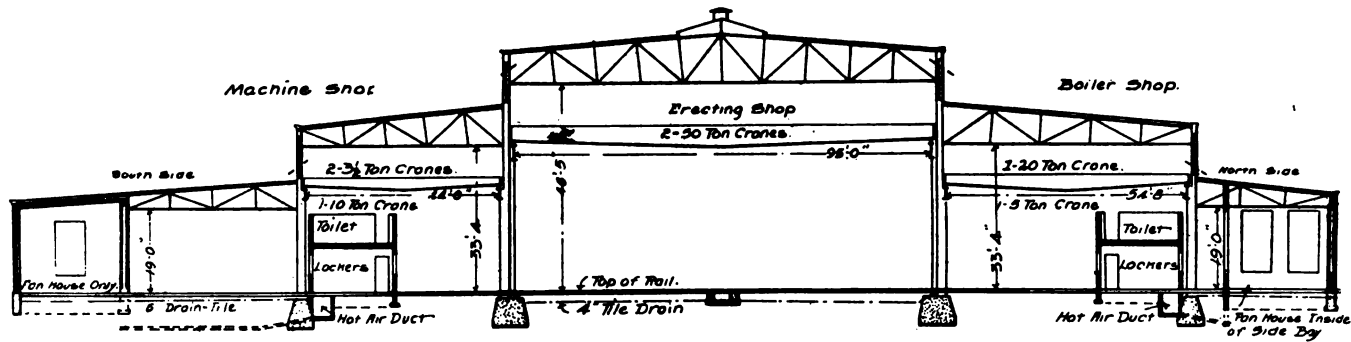 Machine Shop
Boiler Shop.
Erecting Shop
2-50 Ton Cranes.
96'-0"
2-3½ Ton Cranes.
1-20 Ton Crane.
South Side
North Side
44'-8"
54'-8
1-10 Ton Crane
1-5 Ton Crane
Toilet
Toilet
19'-0"
33'-4"
33'-4"
19'-0"
Lockers
Lockers
Fan House Only.
Top of Rail.
6 Drain-Tile
4" Tile Drain
Hot Air Duct
Hot Air Duct
Fan House Inside
of Side Bay